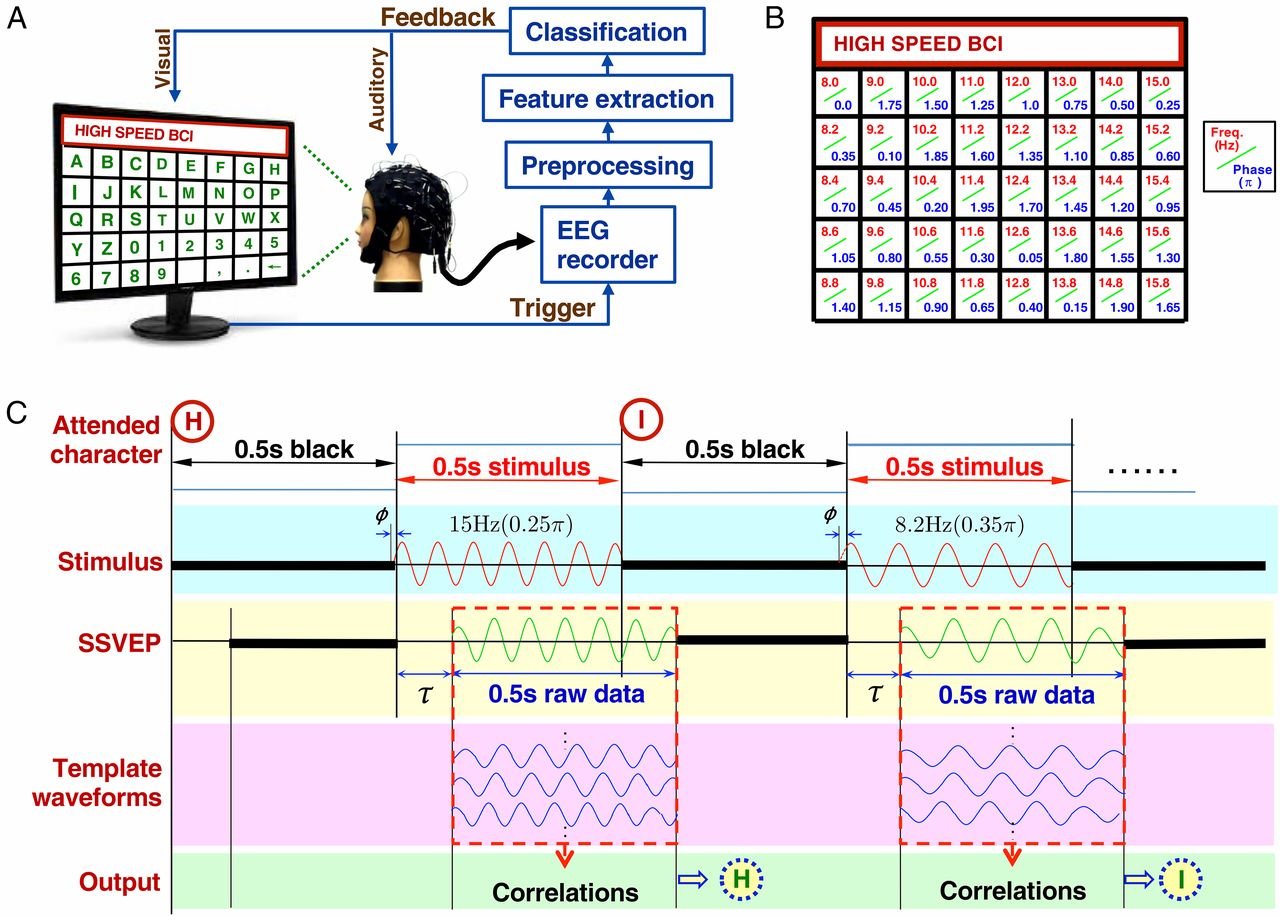 A
Feedback
Visual
Auditory
Classification
Feature extraction
Preprocessing
EEG
recorder
Trigger
HIGH SPEED BCI
A B C D E F G H
I J K L M N O P
Q R S T U V W X
Y Z 0 1 2 3 4 5
6 7 8 9 , . ←
B
HIGH SPEED BCI
8.0 9.0 10.0 11.0 12.0 13.0 14.0 15.0
0.0 1.75 1.50 1.25 1.0 0.75 0.50 0.25
8.2 9.2 10.2 11.2 12.2 13.2 14.2 15.2
0.35 0.10 1.85 1.60 1.35 1.10 0.85 0.60
8.4 9.4 10.4 11.4 12.4 13.4 14.4 15.4
0.70 0.45 0.20 1.95 1.70 1.45 1.20 0.95
8.6 9.6 10.6 11.6 12.6 13.6 14.6 15.6
1.05 0.80 0.55 0.30 0.05 1.80 1.55 1.30
8.8 9.8 10.8 11.8 12.8 13.8 14.8 15.8
1.40 1.15 0.90 0.65 0.40 0.15 1.90 1.65
Freq.
(Hz)
Phase
(π)
C
Attended
character
H I
0.5s black 0.5s stimulus 0.5s black 0.5s stimulus ......
Stimulus
ϕ 15Hz(0.25π) ϕ 8.2Hz(0.35π)
SSVEP
τ 0.5s raw data τ 0.5s raw data
Template
waveforms
Output
Correlations H Correlations I